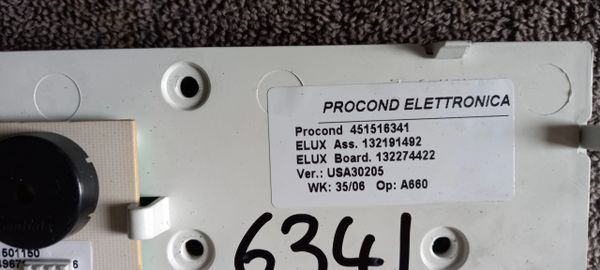 PROCOND ELETTRONICA
Procond 451516341
ELUX Ass. 132191492
ELUX Board. 132274422
Ver.: USA30205
WK: 35/06 Op: A660
6341
501150